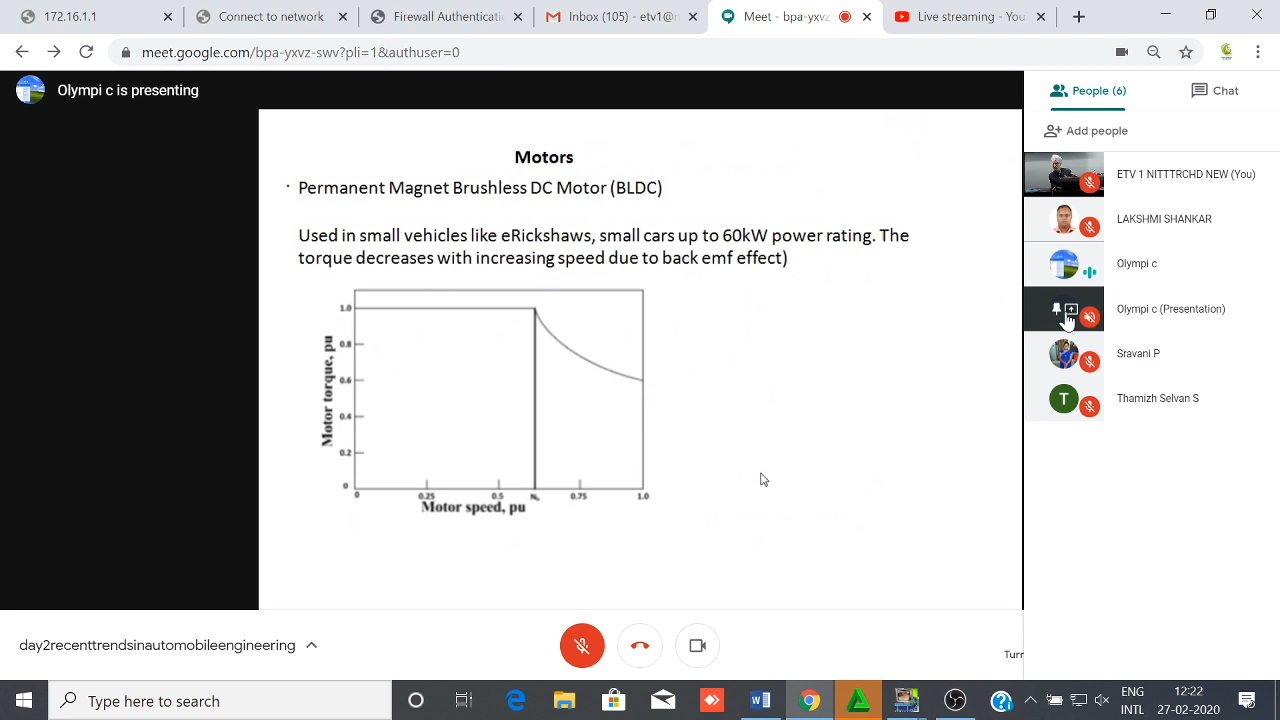 172.16.1.1
Connect to network
Firewall Authenticati
Inbox (105) - etv1@n
Meet - bpa-yxvz
Live streaming - You
meet.google.com/bpa-yxvz-swv?pli=1&authuser=0
Olympi c is presenting
People (6)
Chat
Add people
ETV 1 NITTTRCHD NEW (You)
LAKSHMI SHANKAR
Olympi c
Olympi c (Presentation)
Sravani P
T
Thamizh Selvan S
Motors
· Permanent Magnet Brushless DC Motor (BLDC)
Used in small vehicles like eRickshaws, small cars up to 60kW power rating. The
torque decreases with increasing speed due to back emf effect)
Motor torque, pu
1.0
0.8
0.6
0.4
0.2
0
0 0.25 0.5 0.75 1.0
Motor speed, pu
day2recenttrendsinautomobileengineering
Turn
Type here to search
ENG
INTL
12:22
27-02-2020